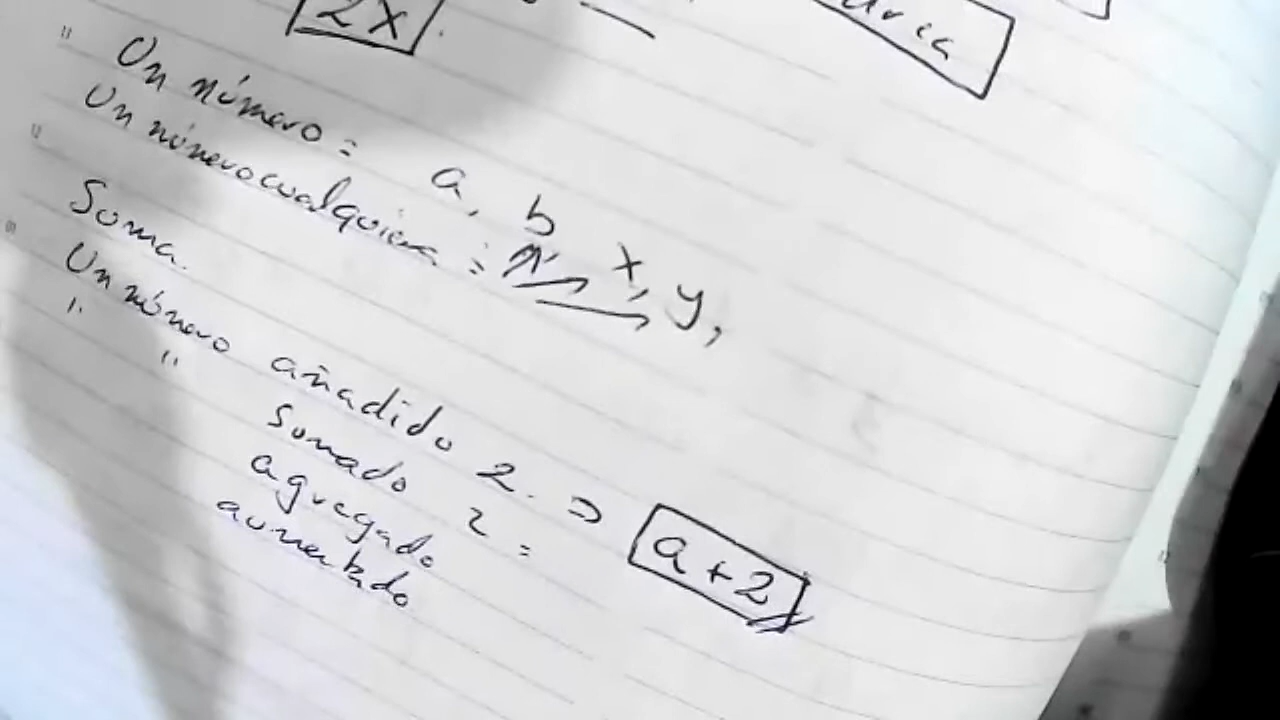 2x
Un número = a, b, x, y,
Un número cualquiera =
Suma.
Un número añadido 2. ⇒ a + 2
" " Sumado 2 =
agregado
aumentado